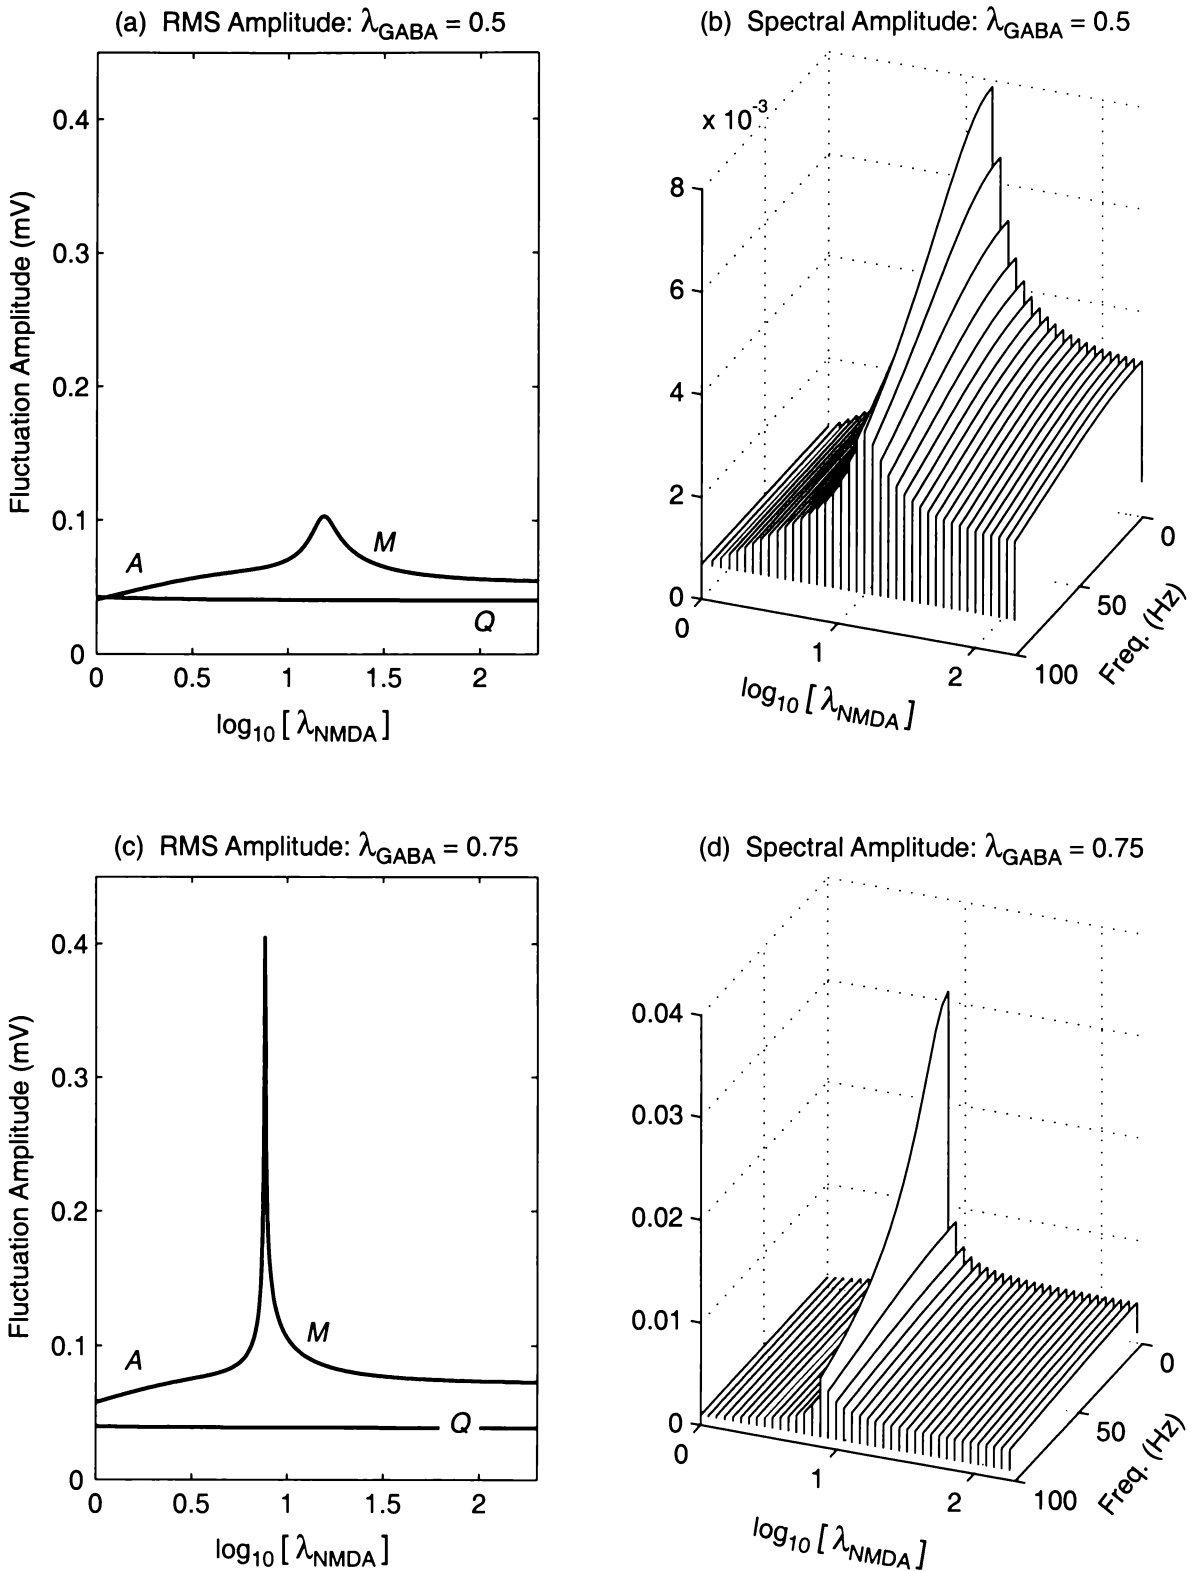 (a) RMS Amplitude: λGABA = 0.5
Fluctuation Amplitude (mV)
0.4
0.3
0.2
0.1
0
A
M
Q
0 0.5 1 1.5 2
log10 [ λNMDA ]
(b) Spectral Amplitude: λGABA = 0.5
x 10-3
8
6
4
2
0
0
1
2
log10 [ λNMDA ]
0
50
100
Freq. (Hz)
(c) RMS Amplitude: λGABA = 0.75
Fluctuation Amplitude (mV)
0.4
0.3
0.2
0.1
0
A
M
Q
0 0.5 1 1.5 2
log10 [ λNMDA ]
(d) Spectral Amplitude: λGABA = 0.75
0.04
0.03
0.02
0.01
0
0
1
2
log10 [ λNMDA ]
0
50
100
Freq. (Hz)